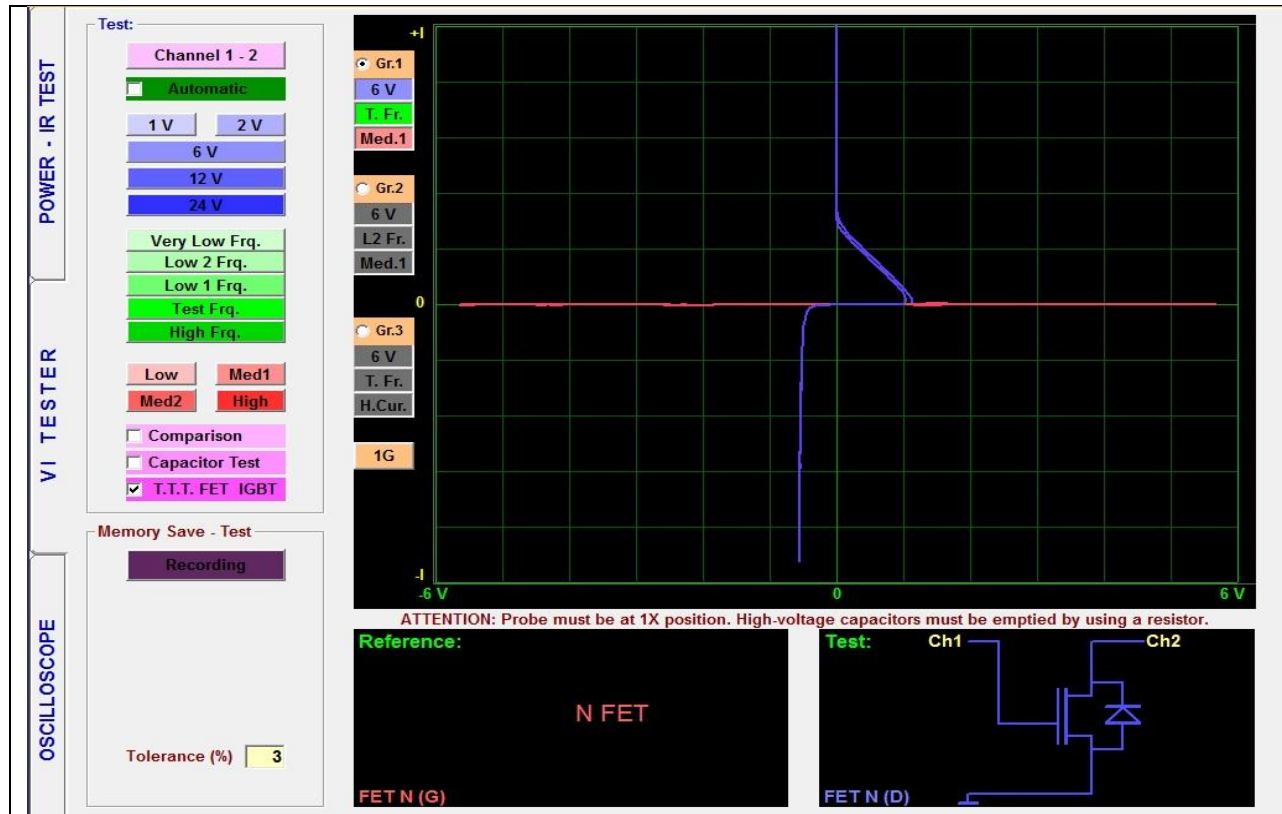 POWER - IR TEST
VI TESTER
OSCILLOSCOPE
Test:
Channel 1 - 2
Automatic
1 V
2 V
6 V
12 V
24 V
Very Low Frq.
Low 2 Frq.
Low 1 Frq.
Test Frq.
High Frq.
Low
Med1
Med2
High
Comparison
Capacitor Test
T.T.T. FET IGBT
Memory Save - Test
Recording
Tolerance (%) 3
Gr.1
6 V
T. Fr.
Med.1
Gr.2
6 V
L2 Fr.
Med.1
Gr.3
6 V
T. Fr.
H.Cur.
1G
+I
0
-I
-6 V
0
6 V
ATTENTION: Probe must be at 1X position. High-voltage capacitors must be emptied by using a resistor.
Reference:
N FET
FET N (G)
Test:
Ch1
Ch2
FET N (D)